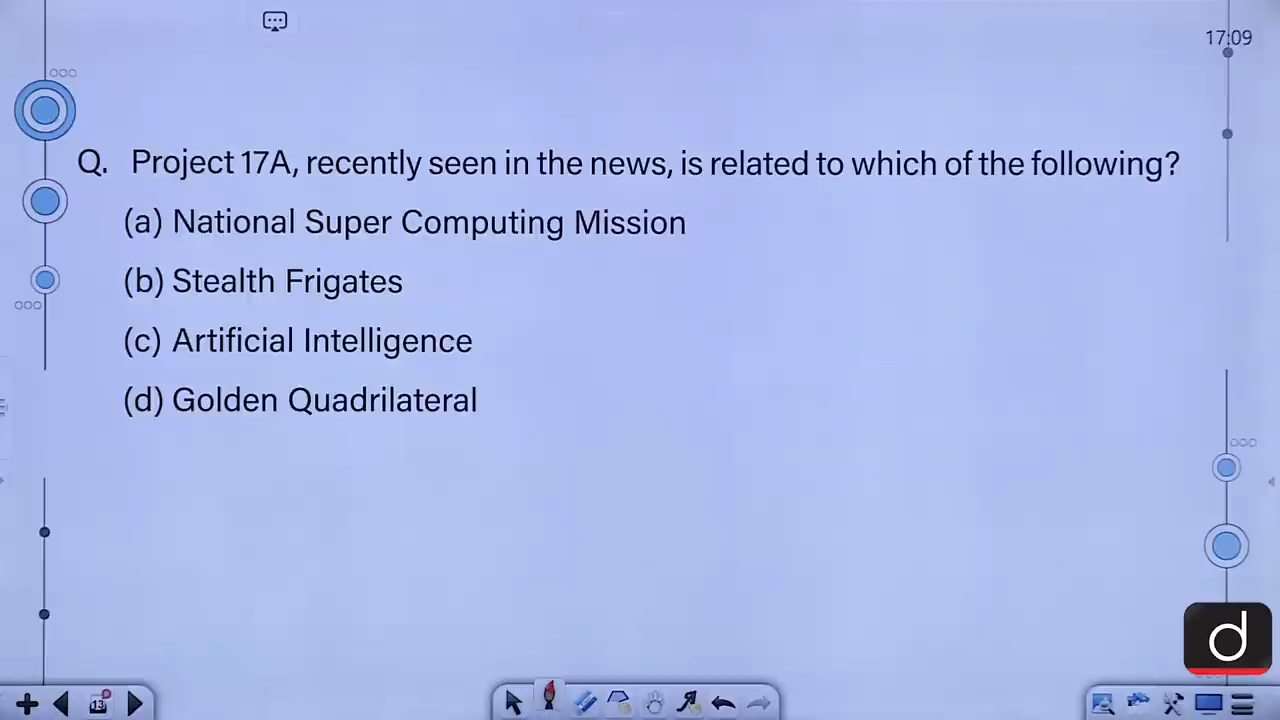 17:09
Q. Project 17A, recently seen in the news, is related to which of the following?
(a) National Super Computing Mission
(b) Stealth Frigates
(c) Artificial Intelligence
(d) Golden Quadrilateral
d
13